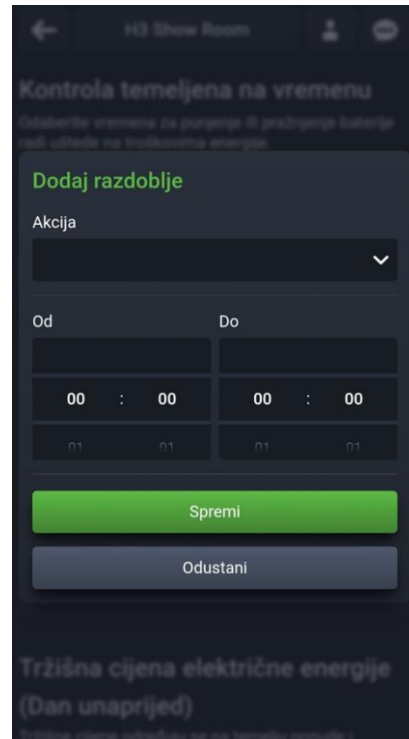 H3 Show Room
Kontrola temeljena na vremenu
Odaberite vremena za punjenje ili pražnjenje baterije
radi uštede na troškovima energije.
Dodaj razdoblje
Akcija
Od Do
00 : 00 00 : 00
01 01 01 01
Spremi
Odustani
Tržišna cijena električne energije
(Dan unaprijed)